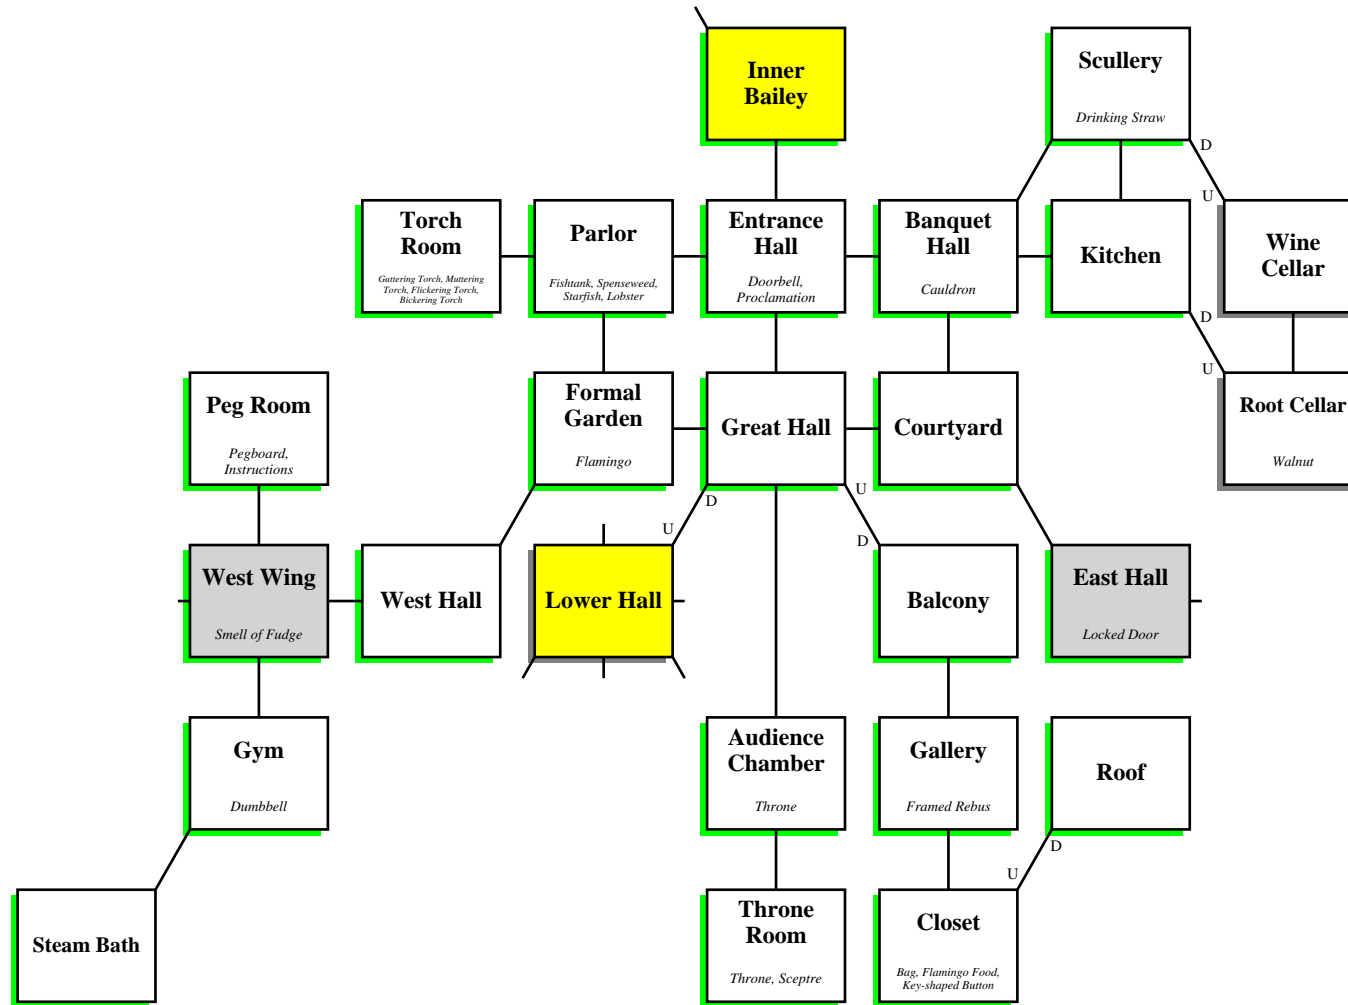 Inner
Bailey
Scullery
Drinking Straw
D
U
Torch
Room
Guttering Torch, Muttering
Torch, Flickering Torch,
Bickering Torch
Parlor
Fishtank, Spenseweed,
Starfish, Lobster
Entrance
Hall
Doorbell,
Proclamation
Banquet
Hall
Cauldron
Kitchen
Wine
Cellar
D
U
Peg Room
Pegboard,
Instructions
Formal
Garden
Flamingo
Great Hall
Courtyard
Root Cellar
Walnut
D
U
U
D
West Wing
Smell of Fudge
West Hall
Lower Hall
Balcony
East Hall
Locked Door
Gym
Dumbbell
Audience
Chamber
Throne
Gallery
Framed Rebus
Roof
D
U
Steam Bath
Throne
Room
Throne, Sceptre
Closet
Bag, Flamingo Food,
Key-shaped Button